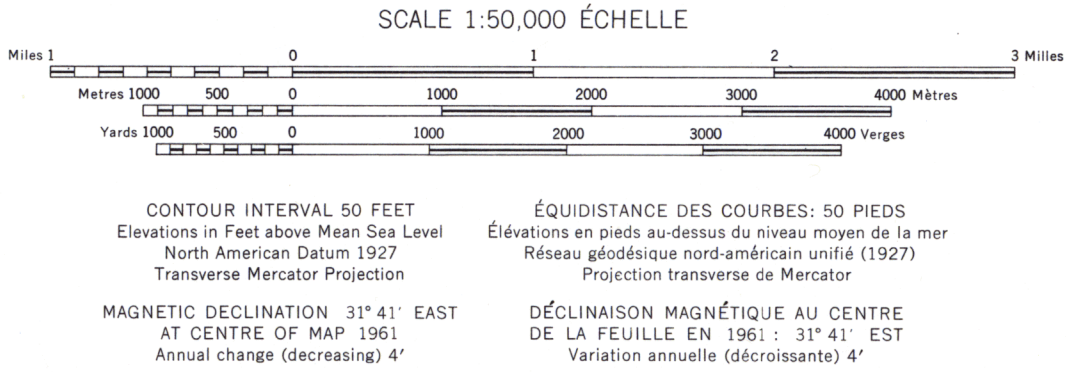 SCALE 1:50,000 ÉCHELLE
Miles 1 0 1 2 3 Milles
Metres 1000 500 0 1000 2000 3000 4000 Mètres
Yards 1000 500 0 1000 2000 3000 4000 Verges
CONTOUR INTERVAL 50 FEET
Elevations in Feet above Mean Sea Level
North American Datum 1927
Transverse Mercator Projection
ÉQUIDISTANCE DES COURBES: 50 PIEDS
Élévations en pieds au-dessus du niveau moyen de la mer
Réseau géodésique nord-américain unifié (1927)
Projection transverse de Mercator
MAGNETIC DECLINATION 31° 41′ EAST
AT CENTRE OF MAP 1961
Annual change (decreasing) 4′
DÉCLINAISON MAGNÉTIQUE AU CENTRE
DE LA FEUILLE EN 1961 : 31° 41′ EST
Variation annuelle (décroissante) 4′